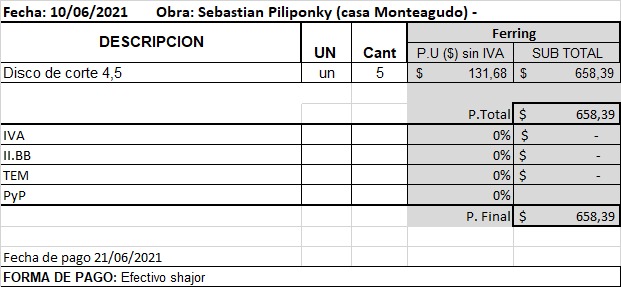 Fecha: 10/06/2021 Obra: Sebastian Piliponky (casa Monteagudo) -
Ferring
DESCRIPCION UN Cant P.U ($) sin IVA SUB TOTAL
Disco de corte 4,5 un 5 $ 131,68 $ 658,39
P.Total $ 658,39
IVA 0% $ -
II.BB 0% $ -
TEM 0% $ -
PyP 0%
P. Final $ 658,39
Fecha de pago 21/06/2021
FORMA DE PAGO: Efectivo shajor